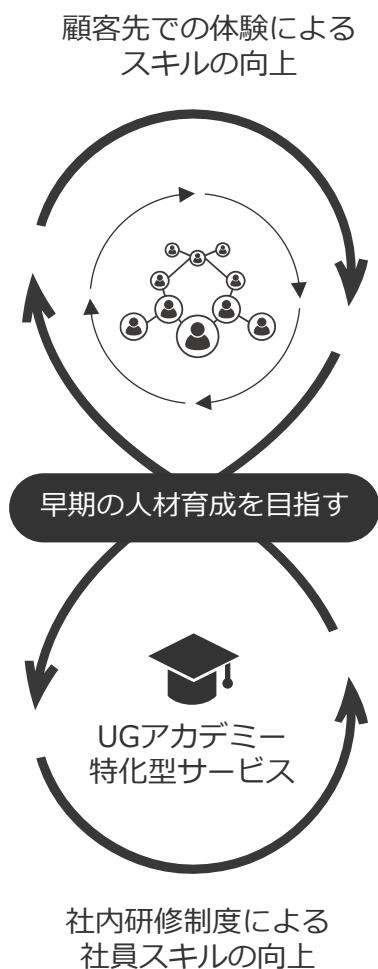 顧客先での体験による
スキルの向上
早期の人材育成を目指す
UGアカデミー
特化型サービス
社内研修制度による
社員スキルの向上